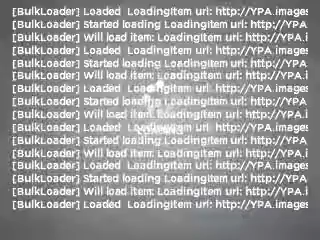 [BulkLoader] Loaded LoadingItem url: http://YPA.images
[BulkLoader] Started loading LoadingItem url: http://YPA
[BulkLoader] Will load item: LoadingItem url: http://YPA.i
[BulkLoader] Loaded LoadingItem url: http://YPA.images
[BulkLoader] Started loading LoadingItem url: http://YPA
[BulkLoader] Will load item: LoadingItem url: http://YPA.i
[BulkLoader] Loaded LoadingItem url: http://YPA.images
[BulkLoader] Started loading LoadingItem url: http://YPA
[BulkLoader] Will load item: LoadingItem url: http://YPA.i
[BulkLoader] Loaded LoadingItem url: http://YPA.images
[BulkLoader] Started loading LoadingItem url: http://YPA
[BulkLoader] Will load item: LoadingItem url: http://YPA.i
[BulkLoader] Loaded LoadingItem url: http://YPA.images
[BulkLoader] Started loading LoadingItem url: http://YPA
[BulkLoader] Will load item: LoadingItem url: http://YPA.i
[BulkLoader] Loaded LoadingItem url: http://YPA.images